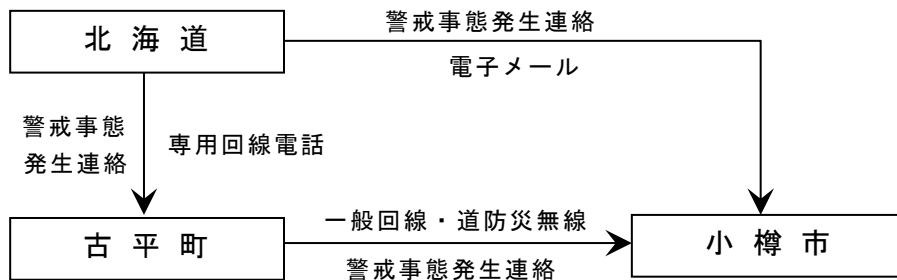 警戒事態発生連絡
北海道
電子メール
警戒事態
発生連絡
専用回線電話
一般回線・道防災無線
古平町
小樽市
警戒事態発生連絡